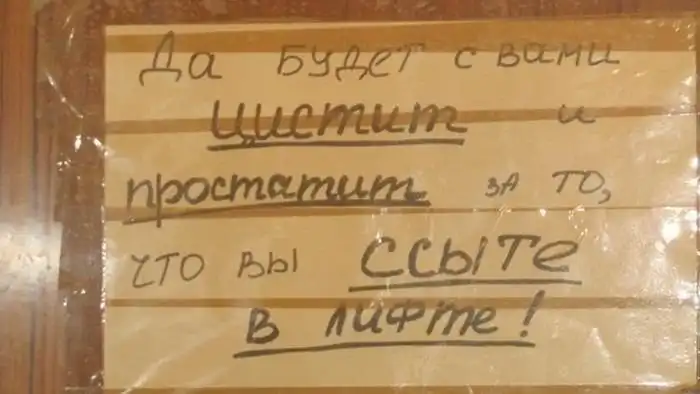 Да будет с вами
цистит и
простатит за то,
что вы ссыте
в лифте!